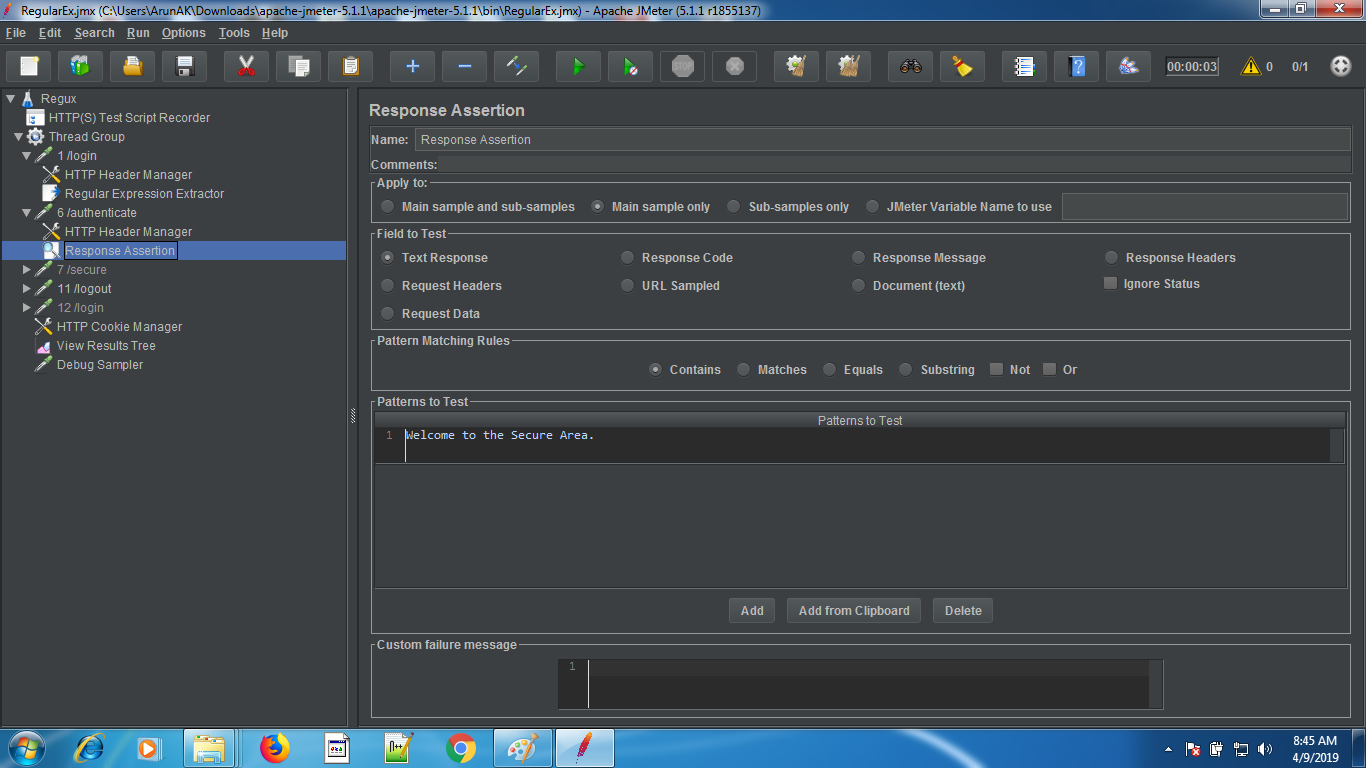 RegularEx.jmx (C:\Users\ArunAK\Downloads\apache-jmeter-5.1.1\apache-jmeter-5.1.1\bin\RegularEx.jmx) - Apache JMeter (5.1.1 r1855137)
File Edit Search Run Options Tools Help
STOP 00:00:03 0 0/1
Regux
HTTP(S) Test Script Recorder
Thread Group
1 /login
HTTP Header Manager
Regular Expression Extractor
6 /authenticate
HTTP Header Manager
Response Assertion
7 /secure
11 /logout
12 /login
HTTP Cookie Manager
View Results Tree
Debug Sampler
Response Assertion
Name: Response Assertion
Comments:
Apply to:
Main sample and sub-samples Main sample only Sub-samples only JMeter Variable Name to use
Field to Test
Text Response Response Code Response Message Response Headers
Request Headers URL Sampled Document (text) Ignore Status
Request Data
Pattern Matching Rules
Contains Matches Equals Substring Not Or
Patterns to Test
Patterns to Test
1 Welcome to the Secure Area.
Add Add from Clipboard Delete
Custom failure message
1
8:45 AM
4/9/2019